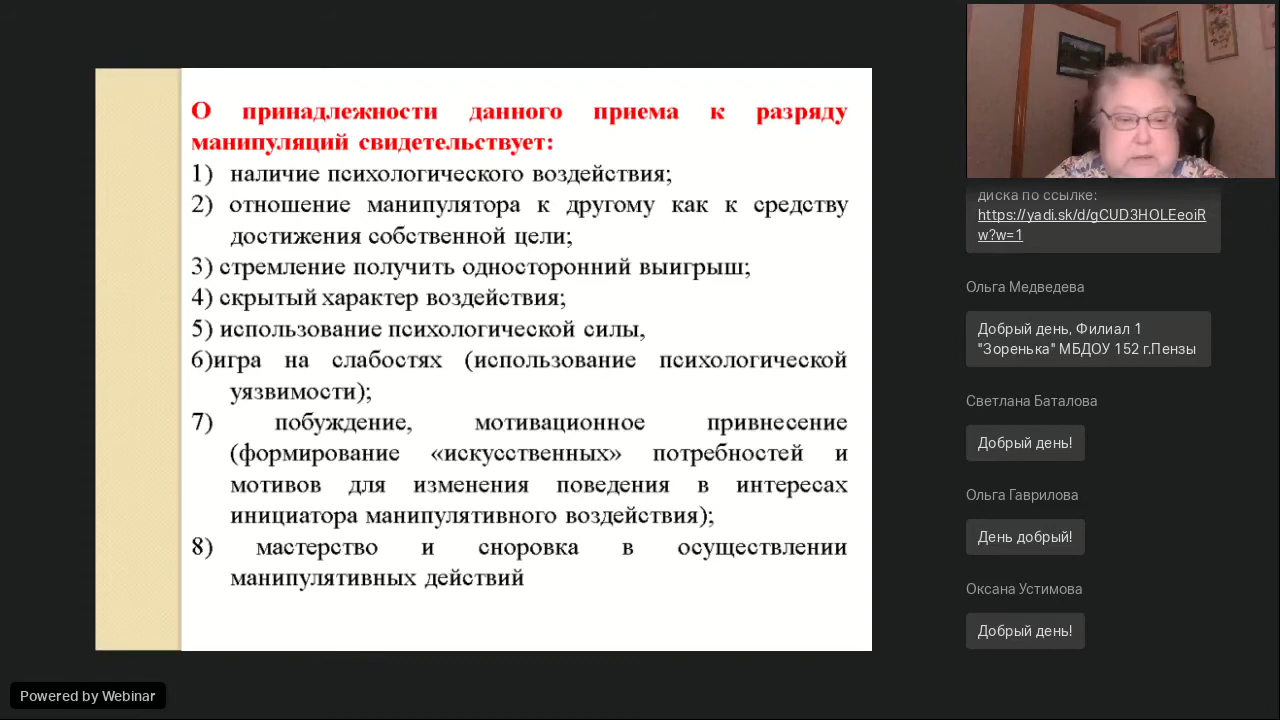 О принадлежности данного приема к разряду
манипуляций свидетельствует:
1) наличие психологического воздействия;
2) отношение манипулятора к другому как к средству
достижения собственной цели;
3) стремление получить односторонний выигрыш;
4) скрытый характер воздействия;
5) использование психологической силы,
6)игра на слабостях (использование психологической
уязвимости);
7) побуждение, мотивационное привнесение
(формирование «искусственных» потребностей и
мотивов для изменения поведения в интересах
инициатора манипулятивного воздействия);
8) мастерство и сноровка в осуществлении
манипулятивных действий
диска по ссылке:
https://yadi.sk/d/gCUD3HOLEeoiR
w?w=1
Ольга Медведева
Добрый день, Филиал 1
"Зоренька" МБДОУ 152 г.Пензы
Светлана Баталова
Добрый день!
Ольга Гаврилова
День добрый!
Оксана Устимова
Добрый день!
Powered by Webinar